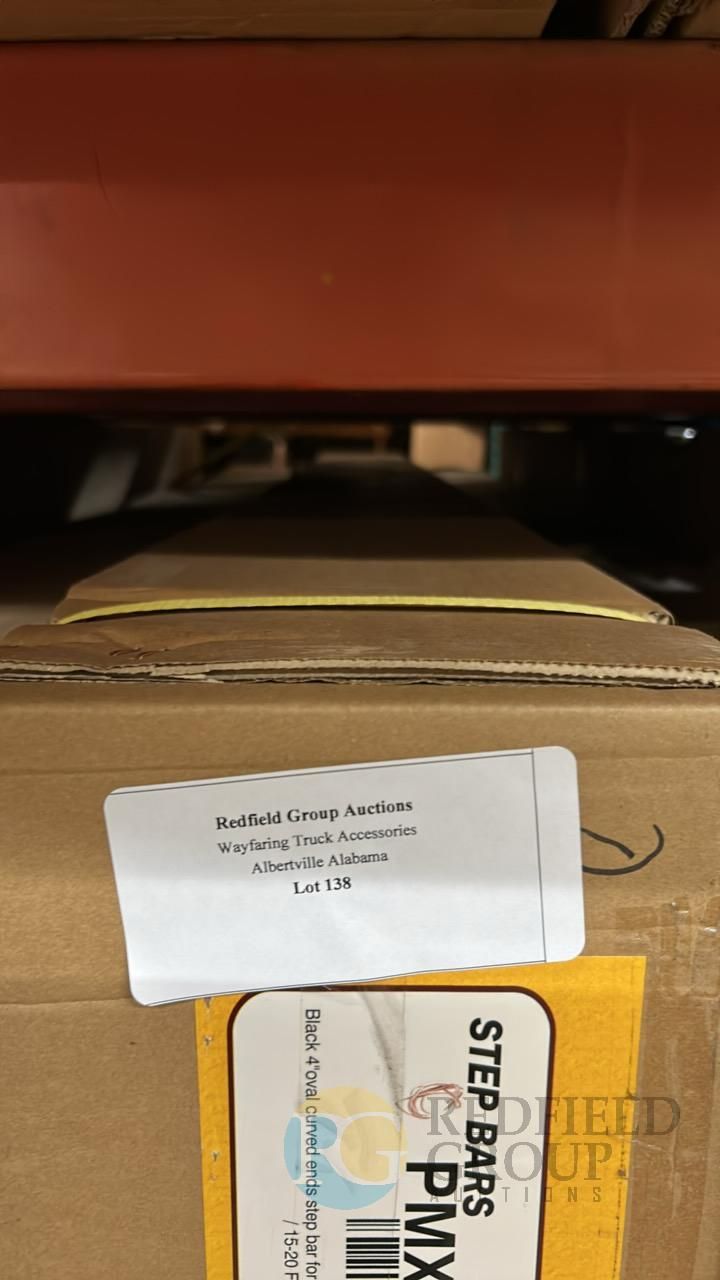 Redfield Group Auctions
Wayfaring Truck Accessories
Albertville Alabama
Lot 138
STEP BARS
PMX
Black 4"oval curved ends step bar for
/ 15-20 F
RG
REDFIELD
GROUP
AUCTIONS